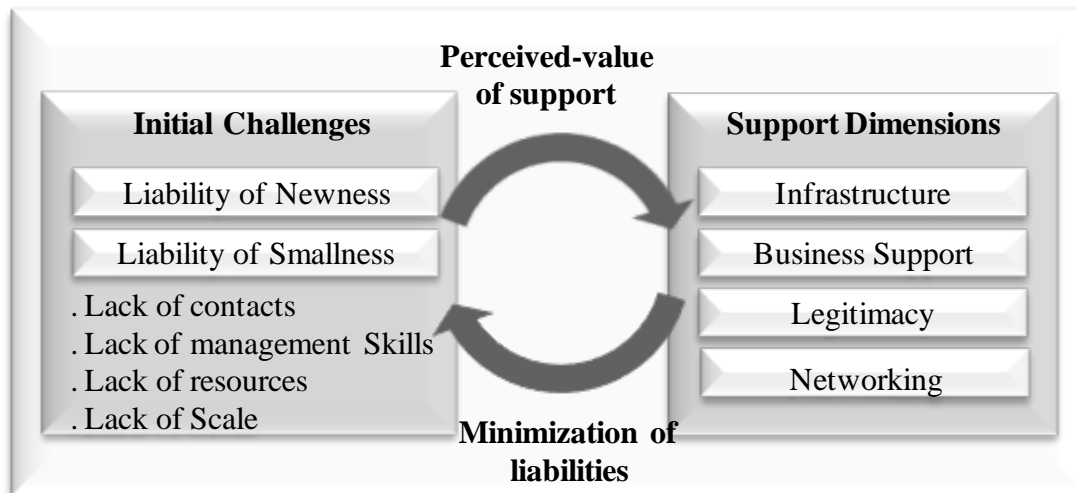 Perceived-value
of support
Initial Challenges
Liability of Newness
Liability of Smallness
. Lack of contacts
. Lack of management Skills
. Lack of resources
. Lack of Scale
Support Dimensions
Infrastructure
Business Support
Legitimacy
Networking
Minimization of
liabilities